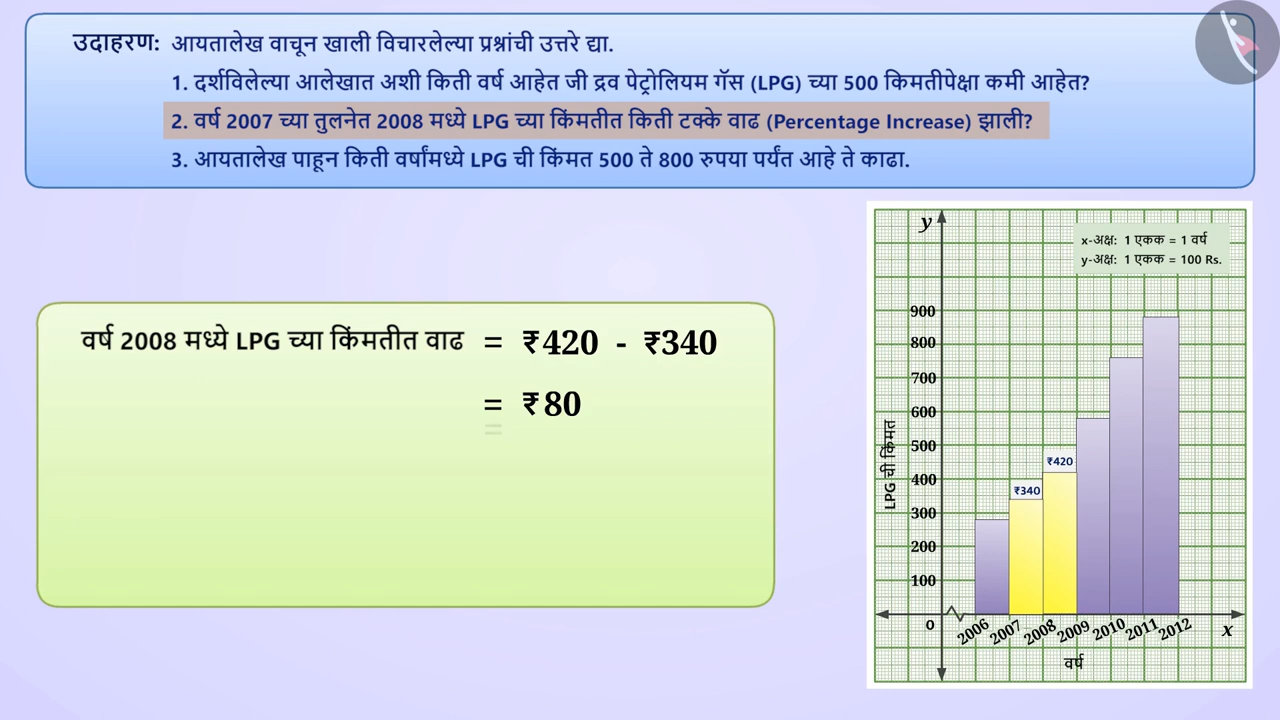 उदाहरण: आयतालेख वाचून खाली विचारलेल्या प्रश्नांची उत्तरे द्या.
1. दर्शविलेल्या आलेखात अशी किती वर्ष आहेत जी द्रव पेट्रोलियम गॅस (LPG) च्या 500 किमतीपेक्षा कमी आहेत?
2. वर्ष 2007 च्या तुलनेत 2008 मध्ये LPG च्या किंमतीत किती टक्के वाढ (Percentage Increase) झाली?
3. आयतालेख पाहून किती वर्षांमध्ये LPG ची किंमत 500 ते 800 रुपया पर्यंत आहे ते काढा.
वर्ष 2008 मध्ये LPG च्या किंमतीत वाढ = ₹420 - ₹340
= ₹80
=
y
x-अक्ष: 1 एकक = 1 वर्ष
y-अक्ष: 1 एकक = 100 Rs.
900
800
700
600
500
400
300
200
100
0
LPG ची किंमत
₹340
₹420
2006 2007 2008 2009 2010 2011 2012
x
वर्ष